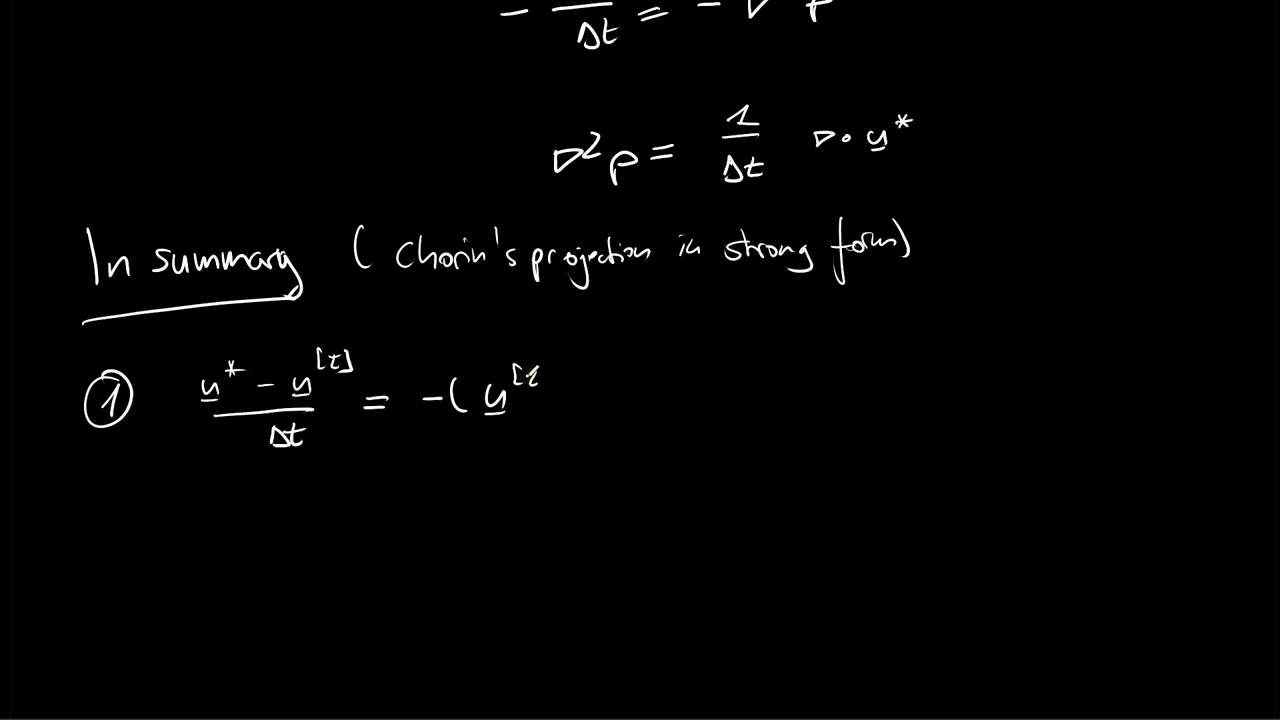 - ‾Δt = - ∇ p
∇²p = 1/Δt ∇• u*
In summary ( Chorin's projection in strong form)
① u* - u[t] / Δt = -( u[t